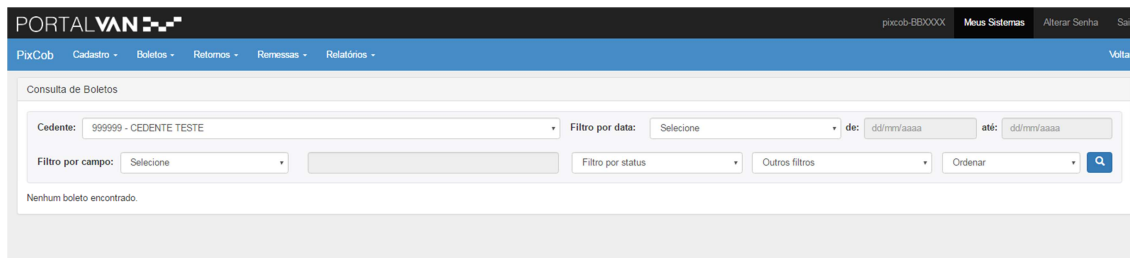 PORTALVAN pixcob-BBXXXX Meus Sistemas Alterar Senha Sai
PixCob Cadastro Boletos Retornos Remessas Relatórios Volta
Consulta de Boletos
Cedente: 999999 - CEDENTE TESTE Filtro por data: Selecione de: dd/mm/aaaa até: dd/mm/aaaa
Filtro por campo: Selecione Filtro por status Outros filtros Ordenar
Nenhum boleto encontrado.